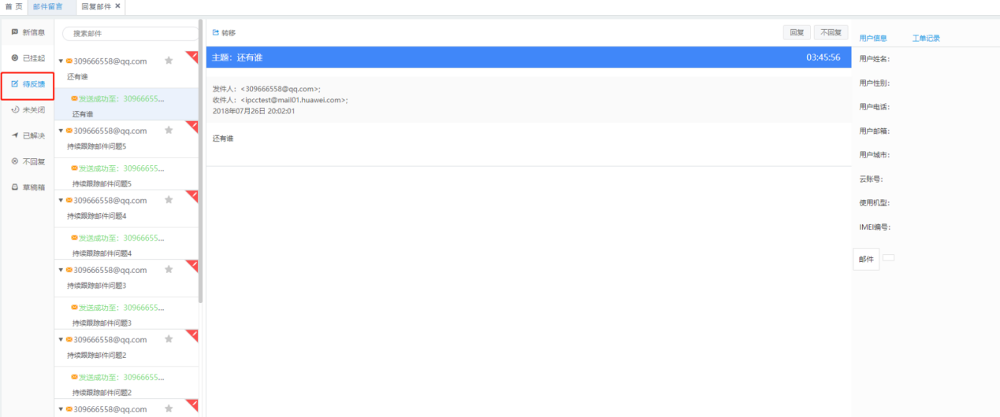 首 页 邮件留言 回复邮件
新信息
已挂起
待反馈
未关闭
已解决
不回复
草稿箱
搜素邮件
309666558@qq.com
还有谁
发送成功至：30966655...
还有谁
309666558@qq.com
持续跟踪邮件问题5
发送成功至：30966655...
持续跟踪邮件问题5
309666558@qq.com
持续跟踪邮件问题4
发送成功至：30966655...
持续跟踪邮件问题4
309666558@qq.com
持续跟踪邮件问题3
发送成功至：30966655...
持续跟踪邮件问题3
309666558@qq.com
持续跟踪邮件问题2
发送成功至：30966655...
持续跟踪邮件问题2
309666558@qq.com
转移 回复 不回复
主题：还有谁 03:45:56
发件人：<309666558@qq.com>;
收件人：<ipcctest@mail01.huawei.com>;
2018年07月26日 20:02:01
还有谁
用户信息 工单记录
用户姓名：
用户性别：
用户电话：
用户邮箱：
用户城市：
云账号：
使用机型：
IMEI编号：
邮件